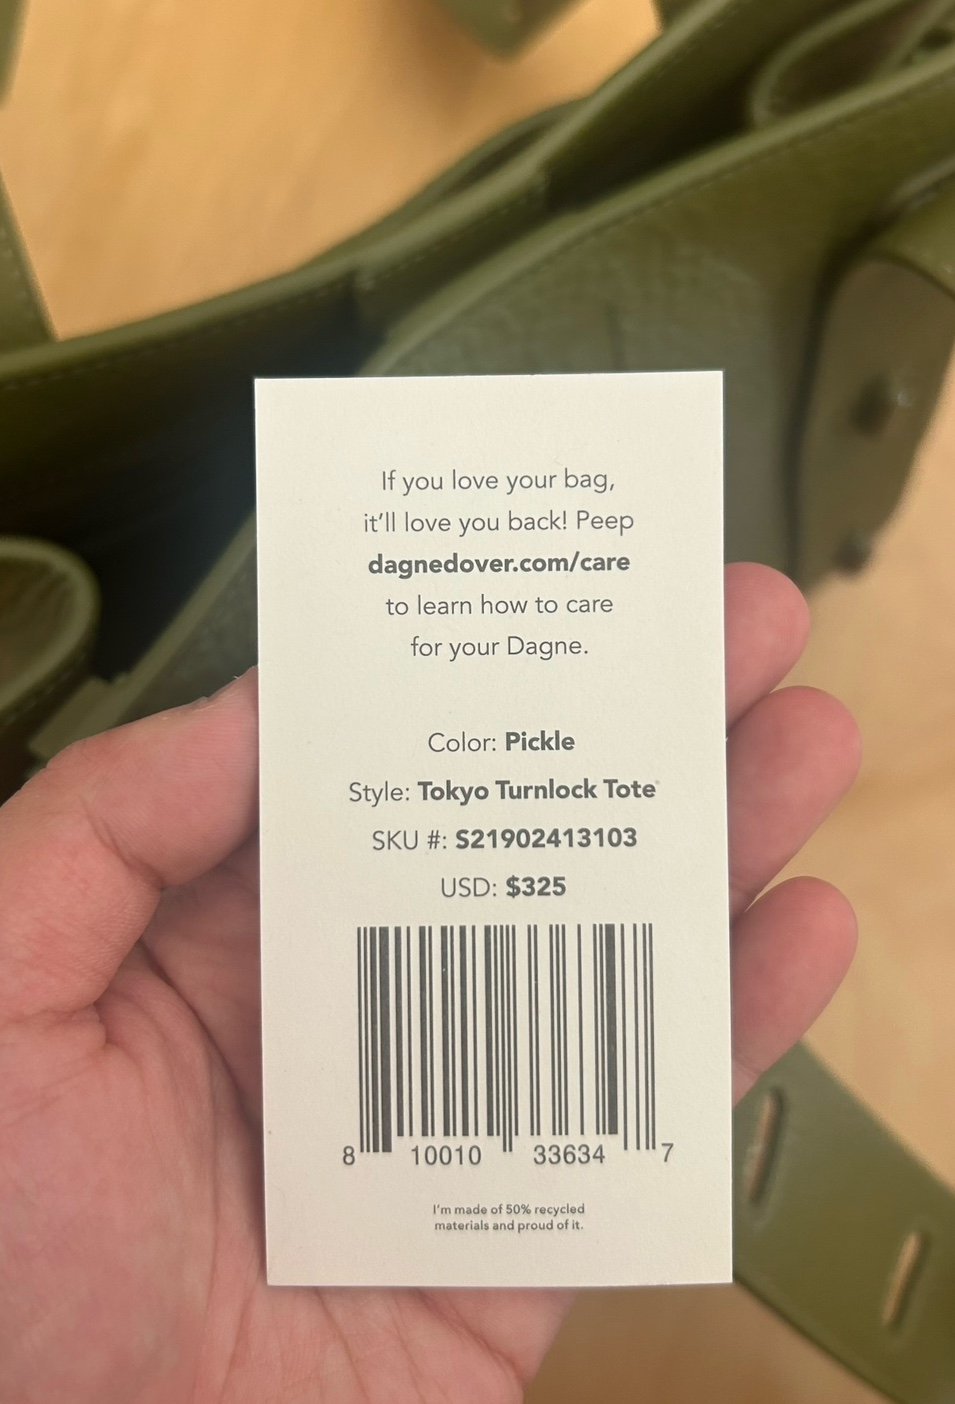 If you love your bag,
it'll love you back! Peep
dagnedover.com/care
to learn how to care
for your Dagne.
Color: Pickle
Style: Tokyo Turnlock Tote
SKU #: S21902413103
USD: $325
8 10010 33634 7
I'm made of 50% recycled
materials and proud of it.